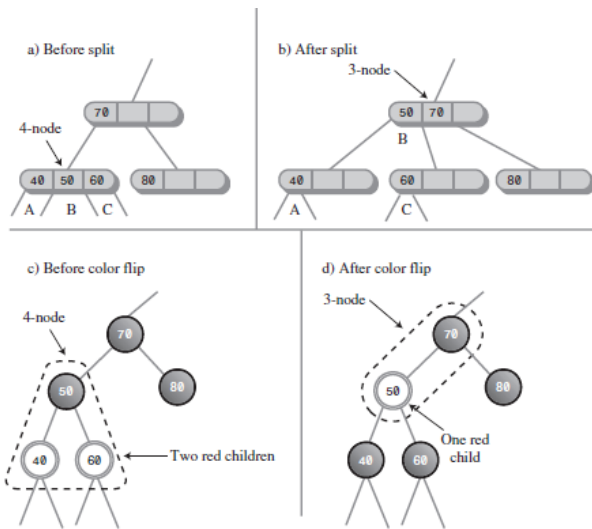 a) Before split
70
4-node
40 50 60
80
A B C
b) After split
3-node
50 70
B
40
60
80
A
C
c) Before color flip
4-node
70
50
80
40
60
Two red children
d) After color flip
3-node
70
50
80
One red
child
40
60